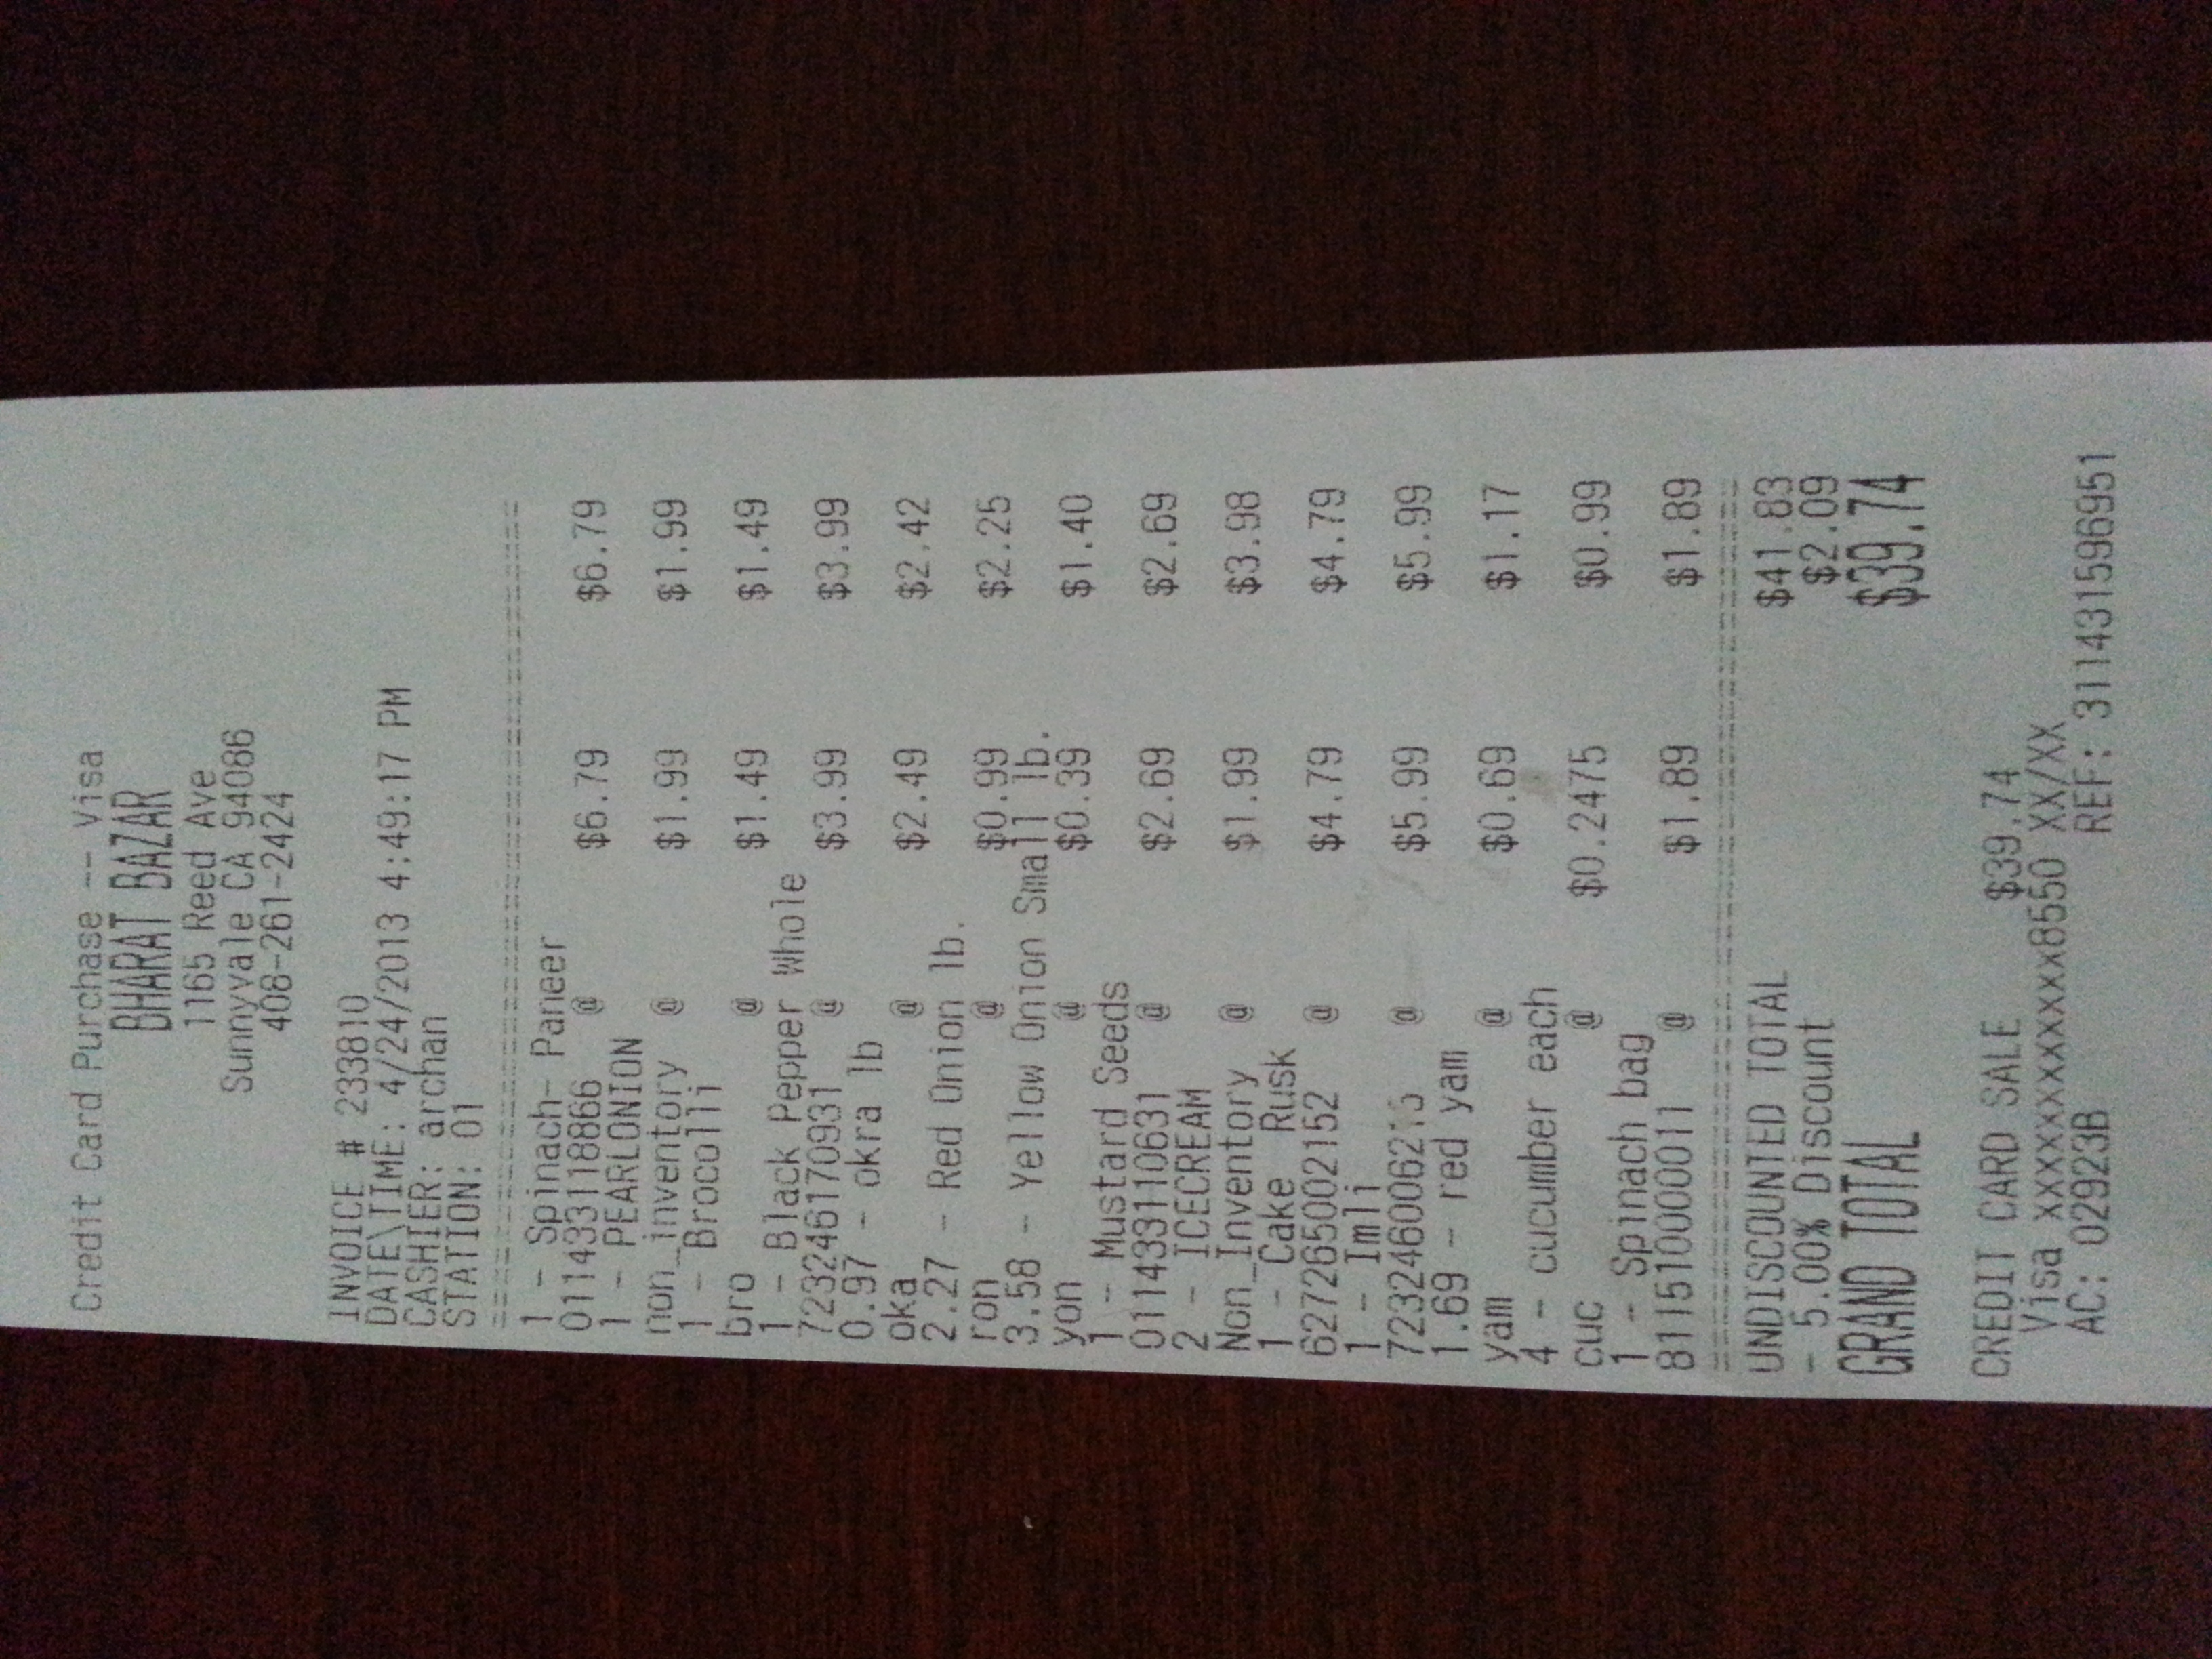 Credit Card Purchase -- Visa
BHARAT BAZAR
1165 Reed Ave
Sunnyvale CA 94086
408-261-2424
INVOICE # 233810
DATE\TIME: 4/24/2013 4:49:17 PM
CASHIER: archan
STATION: 01
1 - Spinach- Paneer
011433118866 @ $6.79 $6.79
1 - PEARLONION
non_inventory @ $1.99 $1.99
1 - Brocolli
bro @ $1.49 $1.49
1 - Black Pepper Whole
723246170931 @ $3.99 $3.99
0.97 - okra lb
oka @ $2.49 $2.42
2.27 - Red Onion lb.
ron @ $0.99 $2.25
3.58 - Yellow Onion Small lb.
yon @ $0.39 $1.40
1 - Mustard Seeds
011433110631 @ $2.69 $2.69
2 - ICECREAM
Non_Inventory @ $1.99 $3.98
1 - Cake  Rusk
627265002152 @ $4.79 $4.79
1 - Imli
@ $5.99 $5.99
1.69 - red yam
yam @ $0.69 $1.17
4 - cucumber each
cuc @ $0.2475 $0.99
1 - Spinach bag
811510000011 @ $1.89 $1.89
UNDISCOUNTED TOTAL $41.83
- 5.00% Discount $2.09
GRAND TOTAL $39.74
CREDIT CARD SALE $39.74
Visa xxxxxxxxxxxx8550 XX/XX
AC: 02923B REF: 311431596951